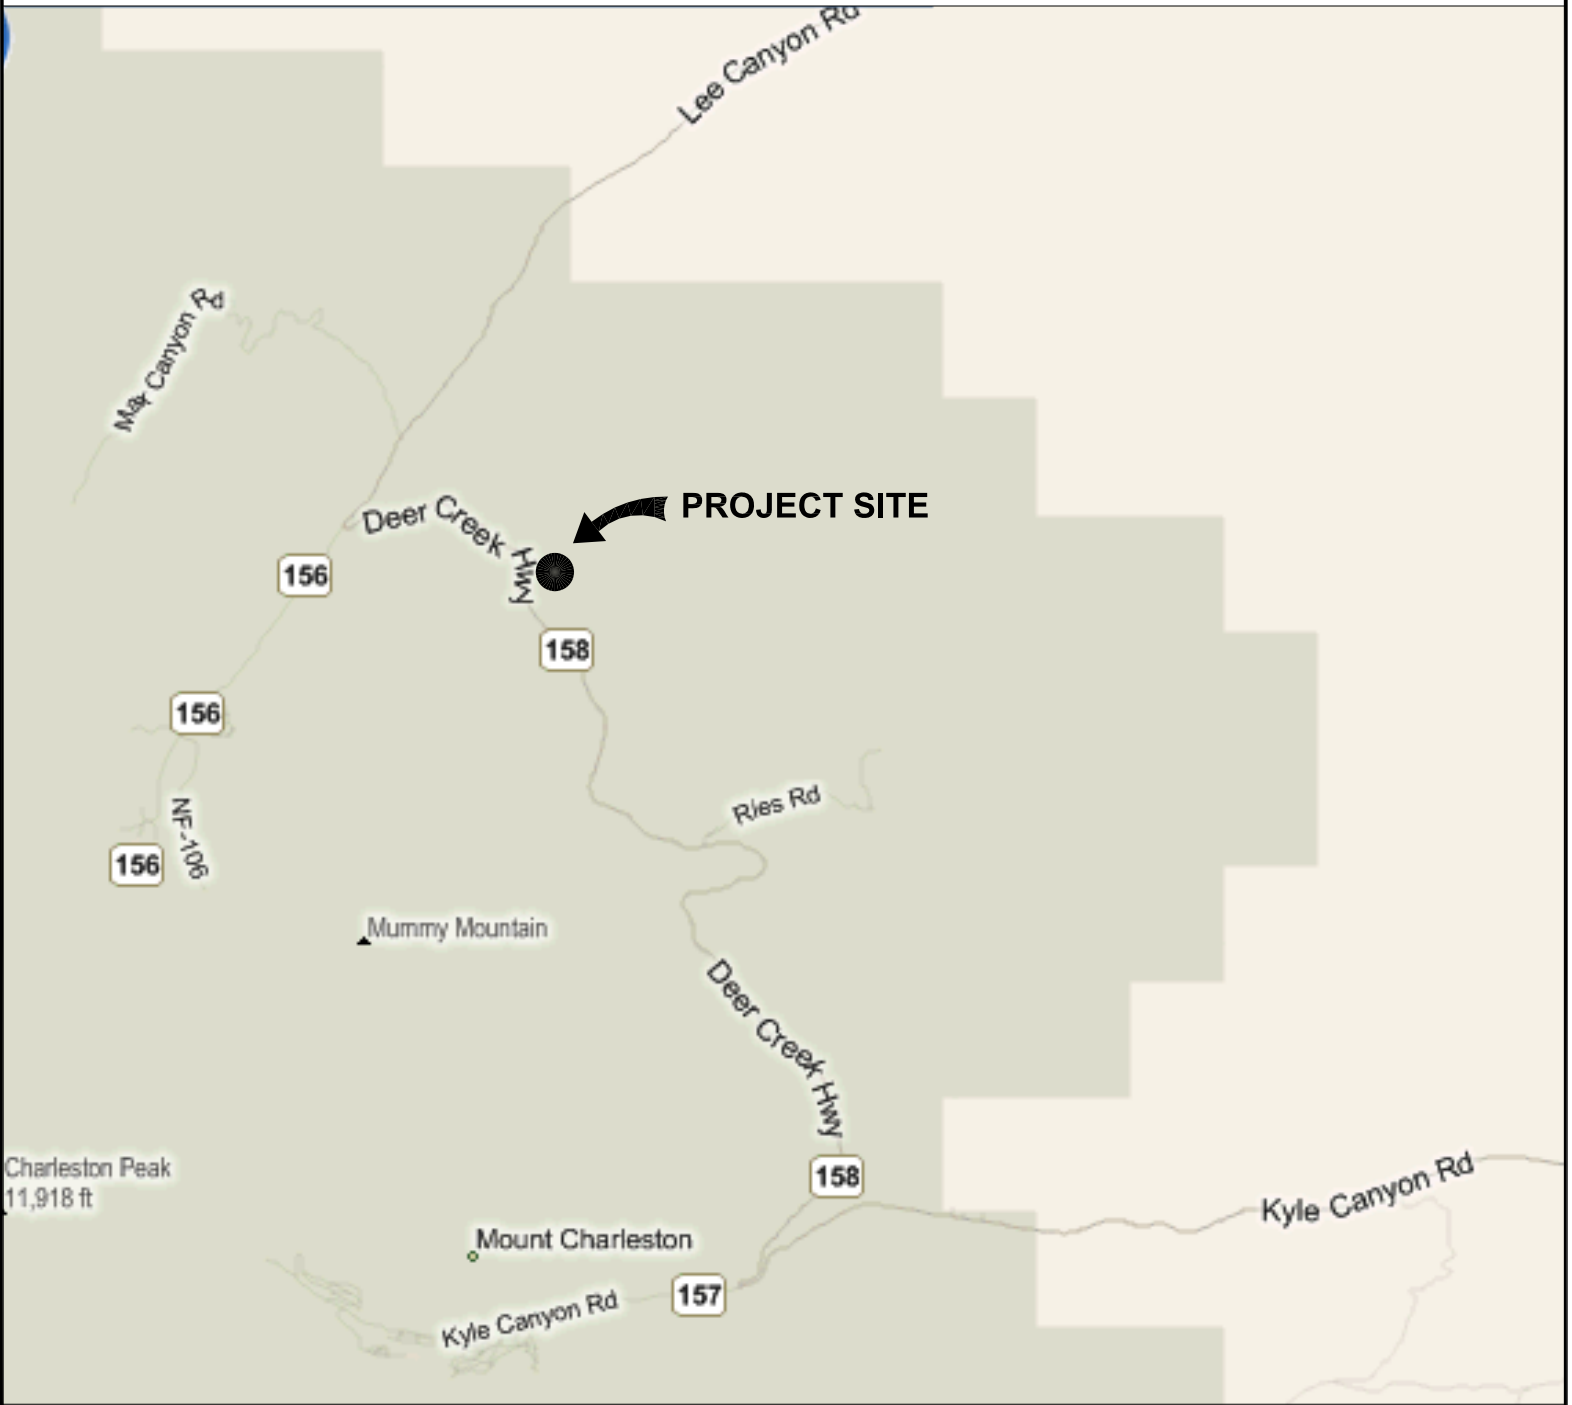 Lee Canyon Rd
Max Canyon Rd
Deer Creek Hwy
PROJECT SITE
156
158
156
Ries Rd
NF-106
156
Mummy Mountain
Deer Creek Hwy
Charleston Peak
11,918 ft
158
Kyle Canyon Rd
Mount Charleston
157
Kyle Canyon Rd